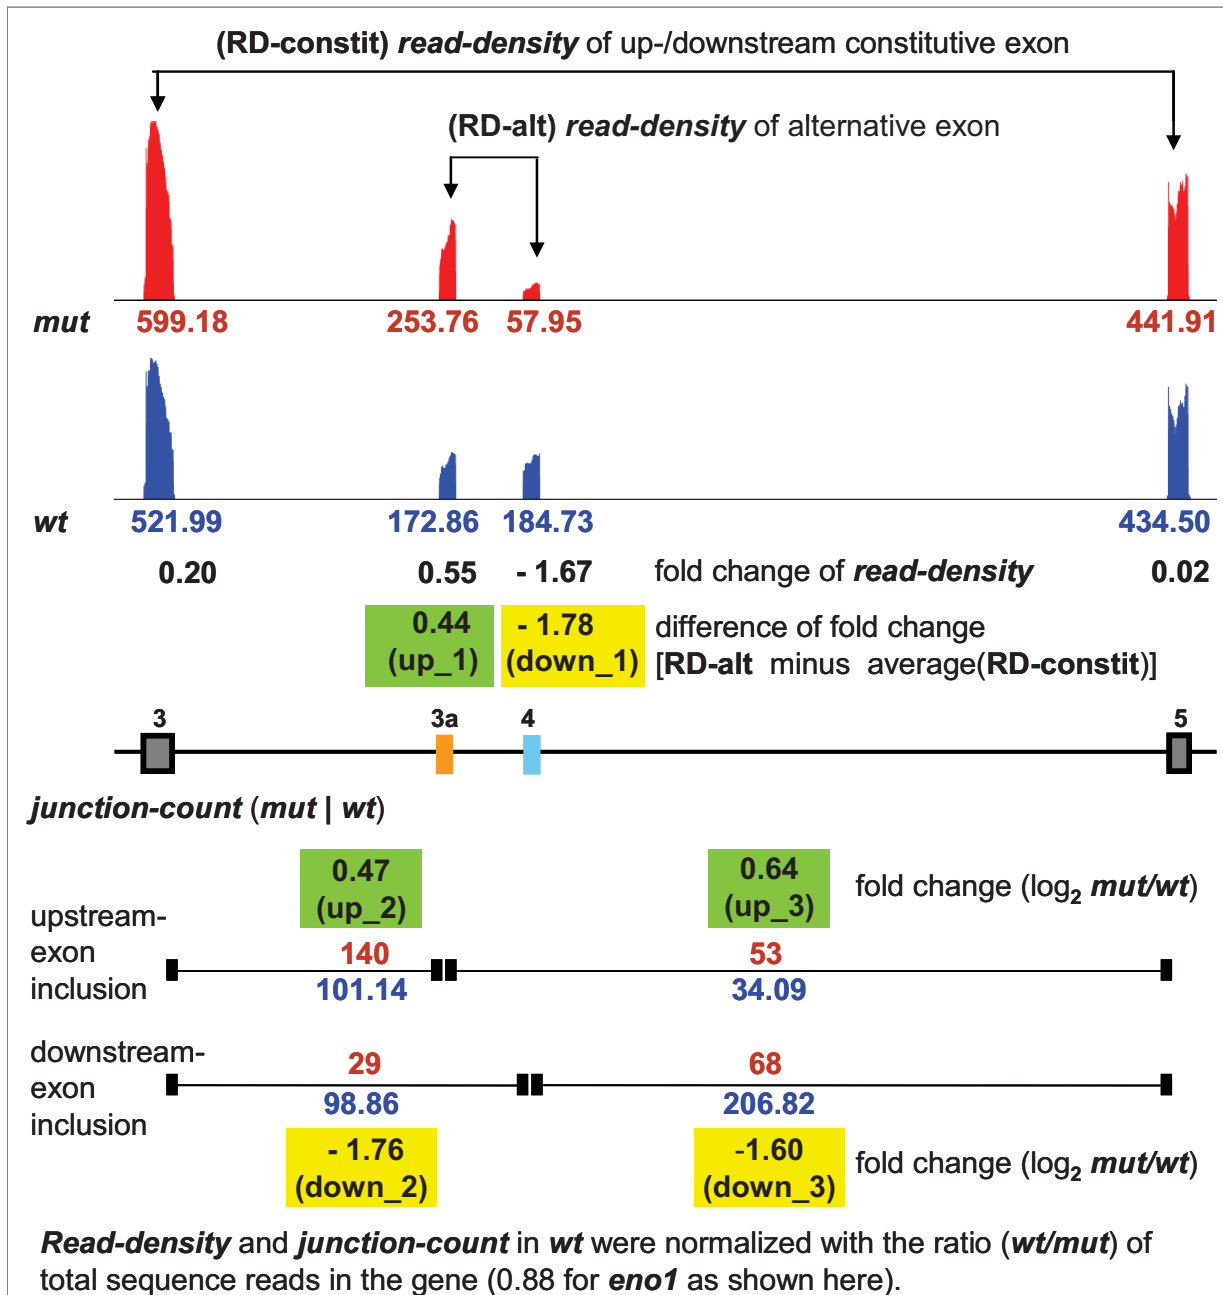 (RD-constit) read-density of up-/downstream constitutive exon
(RD-alt) read-density of alternative exon
mut 599.18 253.76 57.95 441.91
wt 521.99 172.86 184.73 434.50
0.20 0.55 - 1.67 fold change of read-density 0.02
0.44 (up_1)
- 1.78 (down_1)
difference of fold change
[RD-alt minus average(RD-constit)]
3 3a 4 5
junction-count (mut | wt)
0.47 (up_2)
0.64 (up_3)
fold change (log2 mut/wt)
upstream-
exon
inclusion
140 53
101.14 34.09
downstream-
exon
inclusion
29 68
98.86 206.82
- 1.76 (down_2)
-1.60 (down_3)
fold change (log2 mut/wt)
Read-density and junction-count in wt were normalized with the ratio (wt/mut) of
total sequence reads in the gene (0.88 for eno1 as shown here).